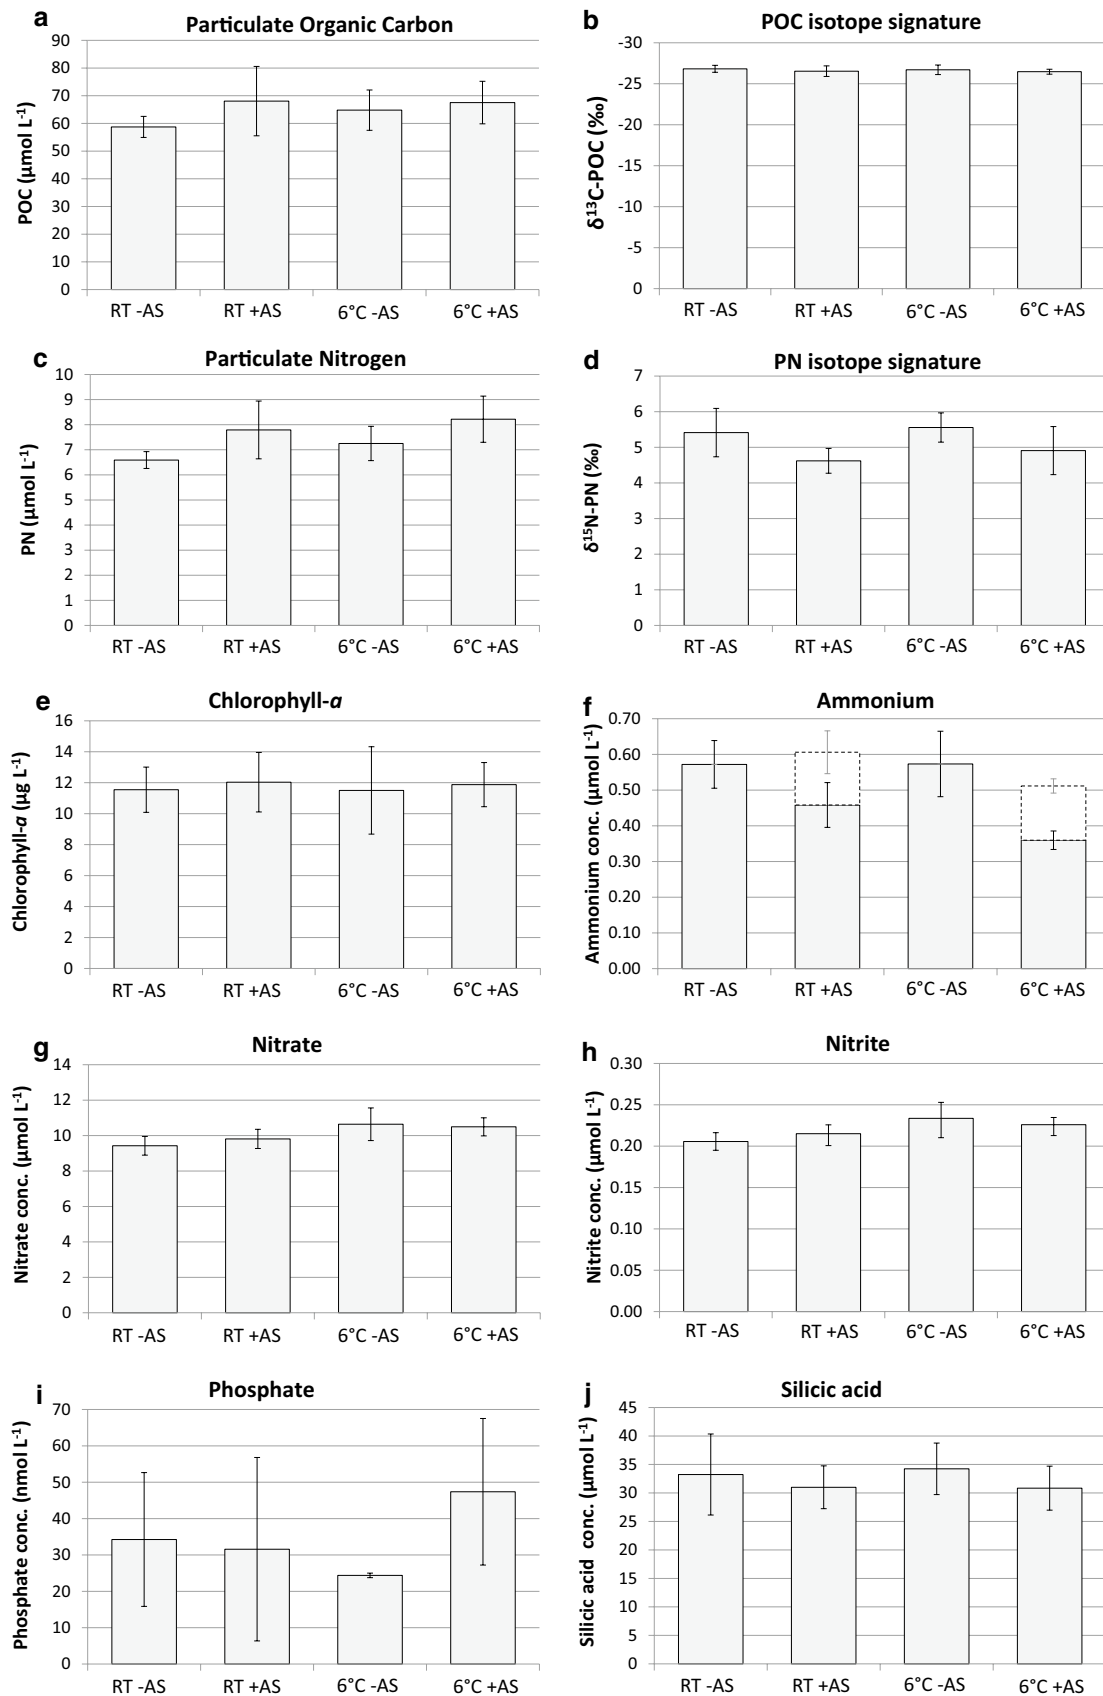 a
Particulate Organic Carbon
POC (µmol L⁻¹)
90
80
70
60
50
40
30
20
10
0
RT -AS RT +AS 6°C -AS 6°C +AS
b
POC isotope signature
δ¹³C-POC (‰)
-30
-25
-20
-15
-10
-5
0
RT -AS RT +AS 6°C -AS 6°C +AS
c
Particulate Nitrogen
PN (µmol L⁻¹)
10
9
8
7
6
5
4
3
2
1
0
RT -AS RT +AS 6°C -AS 6°C +AS
d
PN isotope signature
δ¹⁵N-PN (‰)
7
6
5
4
3
2
1
0
RT -AS RT +AS 6°C -AS 6°C +AS
e
Chlorophyll-a
Chlorophyll-a (µg L⁻¹)
16
14
12
10
8
6
4
2
0
RT -AS RT +AS 6°C -AS 6°C +AS
f
Ammonium
Ammonium conc. (µmol L⁻¹)
0.70
0.60
0.50
0.40
0.30
0.20
0.10
0.00
RT -AS RT +AS 6°C -AS 6°C +AS
g
Nitrate
Nitrate conc. (µmol L⁻¹)
14
12
10
8
6
4
2
0
RT -AS RT +AS 6°C -AS 6°C +AS
h
Nitrite
Nitrite conc. (µmol L⁻¹)
0.30
0.25
0.20
0.15
0.10
0.05
0.00
RT -AS RT +AS 6°C -AS 6°C +AS
i
Phosphate
Phosphate conc. (nmol L⁻¹)
70
60
50
40
30
20
10
0
RT -AS RT +AS 6°C -AS 6°C +AS
j
Silicic acid
Silicic acid conc. (µmol L⁻¹)
45
40
35
30
25
20
15
10
5
0
RT -AS RT +AS 6°C -AS 6°C +AS